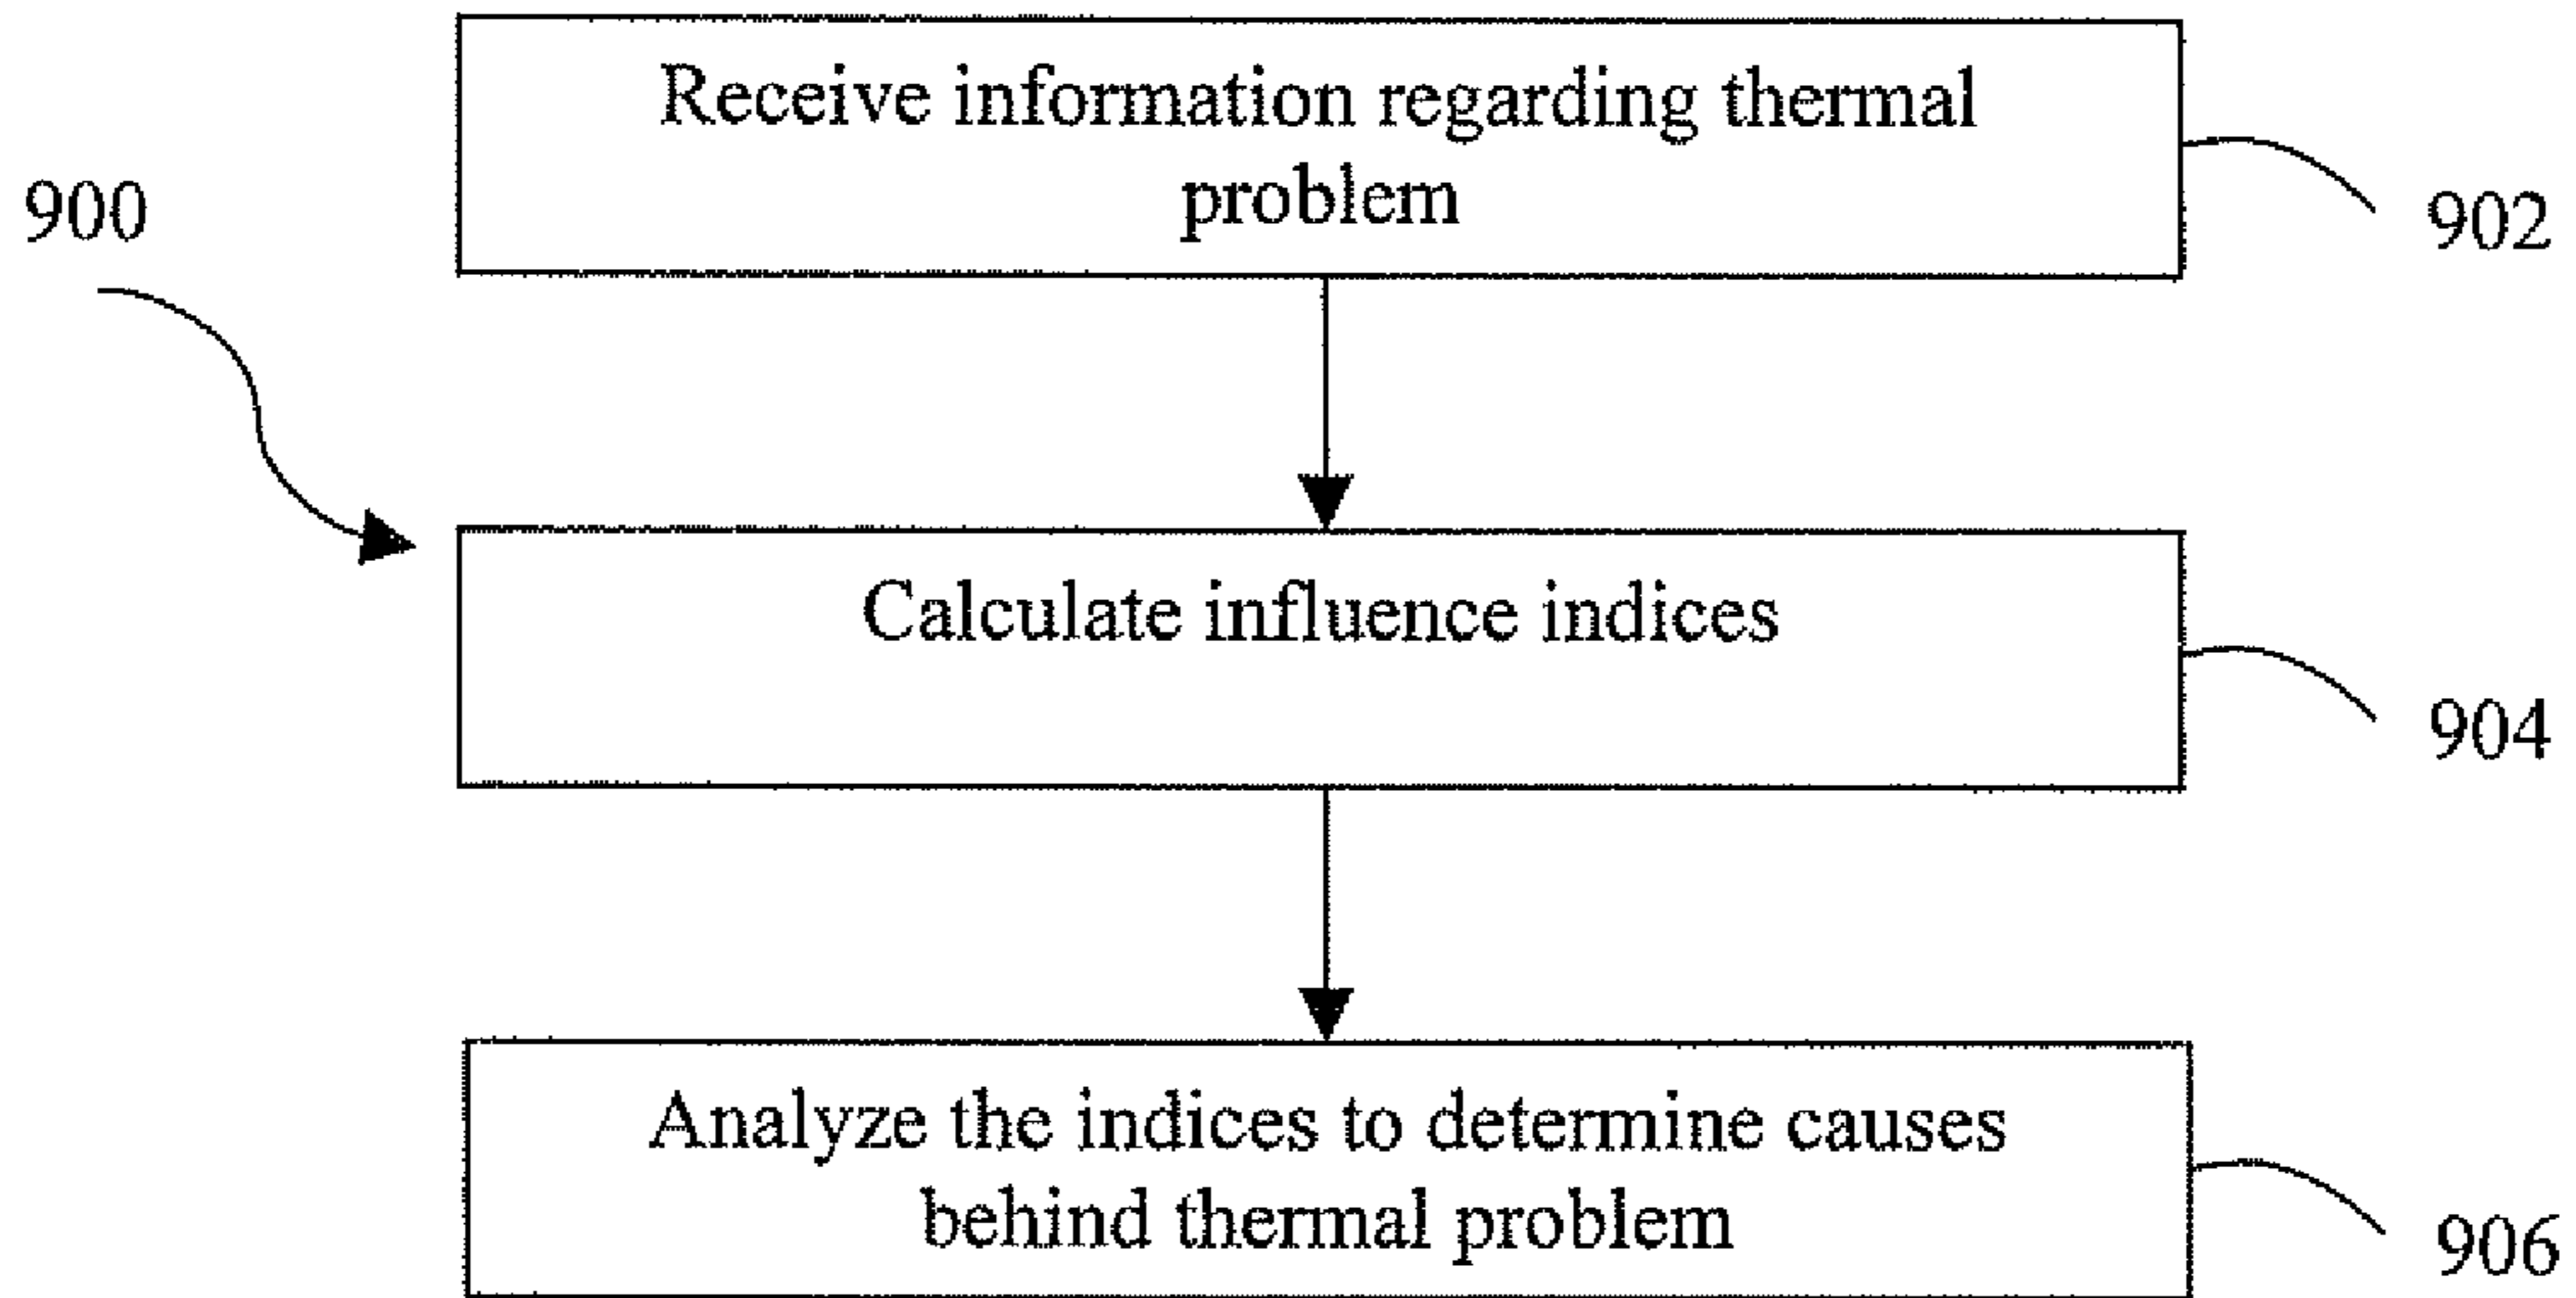 Receive information regarding thermal
problem
900
902
Calculate influence indices
904
Analyze the indices to determine causes
behind thermal problem
906